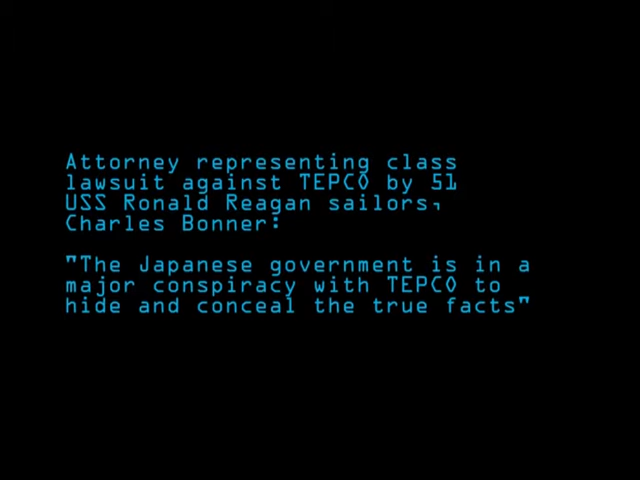 Attorney representing class
lawsuit against TEPCO by 51
USS Ronald Reagan sailors,
Charles Bonner:
"The Japanese government is in a
major conspiracy with TEPCO to
hide and conceal the true facts"